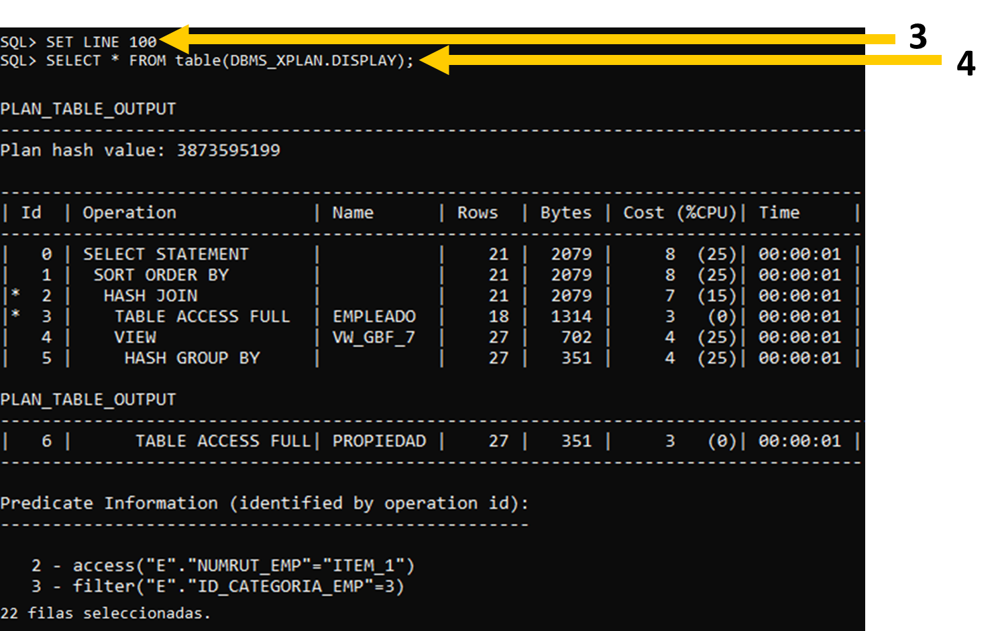 SQL> SET LINE 100
3
SQL> SELECT * FROM table(DBMS_XPLAN.DISPLAY);
4
PLAN_TABLE_OUTPUT
--------------------------------------------------------------------------------
Plan hash value: 3873595199
--------------------------------------------------------------------------------
| Id  | Operation             | Name      | Rows  | Bytes | Cost (%CPU)| Time     |
--------------------------------------------------------------------------------
|   0 | SELECT STATEMENT      |           |    21 |  2079 |     8  (25)| 00:00:01 |
|   1 |  SORT ORDER BY        |           |    21 |  2079 |     8  (25)| 00:00:01 |
|*  2 |   HASH JOIN           |           |    21 |  2079 |     7  (15)| 00:00:01 |
|*  3 |    TABLE ACCESS FULL  | EMPLEADO  |    18 |  1314 |     3   (0)| 00:00:01 |
|   4 |    VIEW               | VW_GBF_7  |    27 |   702 |     4  (25)| 00:00:01 |
|   5 |     HASH GROUP BY     |           |    27 |   351 |     4  (25)| 00:00:01 |
PLAN_TABLE_OUTPUT
--------------------------------------------------------------------------------
|   6 |      TABLE ACCESS FULL| PROPIEDAD |    27 |   351 |     3   (0)| 00:00:01 |
--------------------------------------------------------------------------------
Predicate Information (identified by operation id):
---------------------------------------------------
2 - access("E"."NUMRUT_EMP"="ITEM_1")
3 - filter("E"."ID_CATEGORIA_EMP"=3)
22 filas seleccionadas.